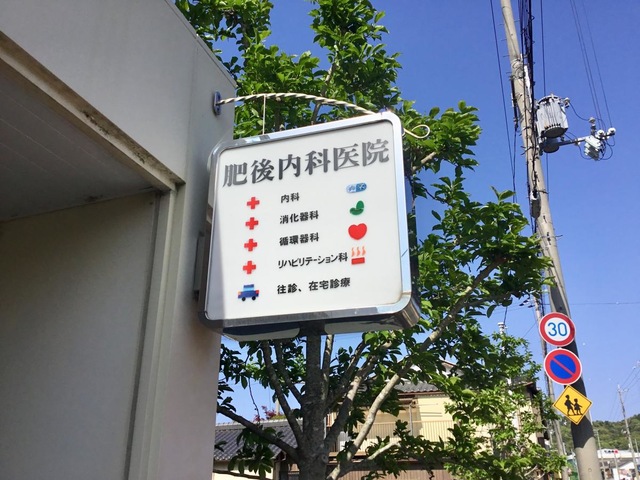 肥後内科医院
内科
消化器科
循環器科
リハビリテーション科
往診、在宅診療
30